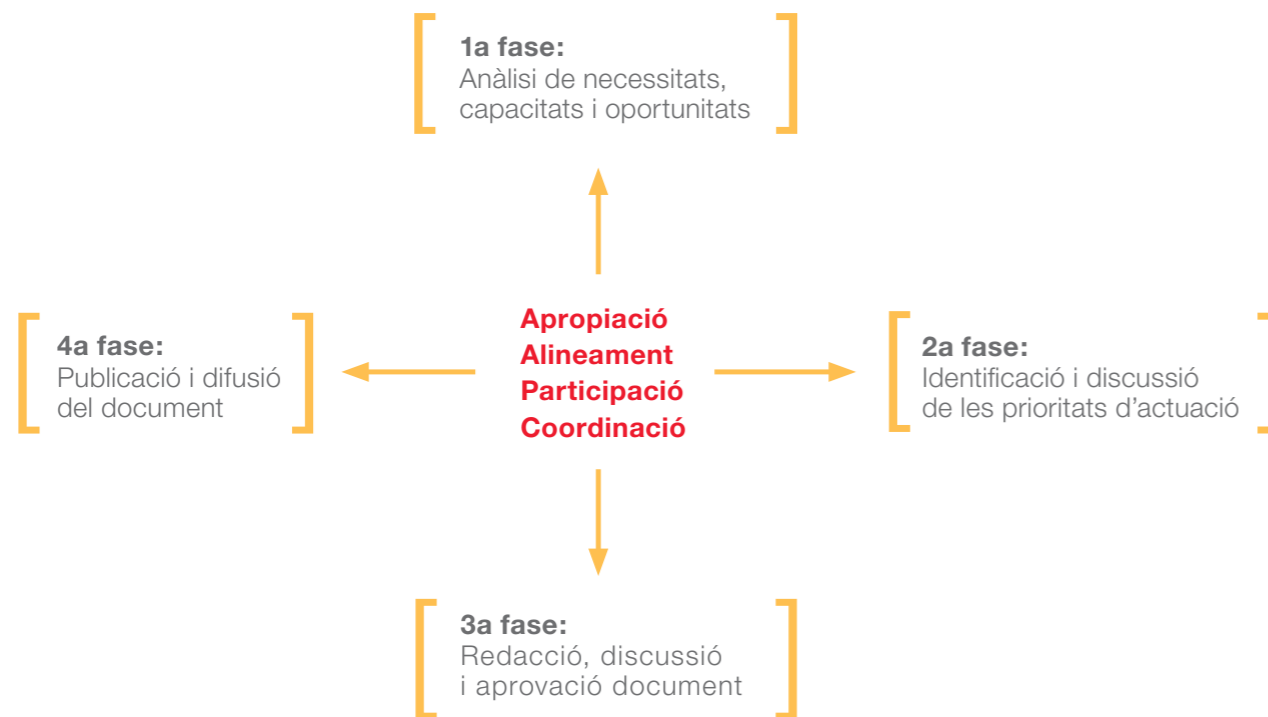 1a fase:
Anàlisi de necessitats,
capacitats i oportunitats
4a fase:
Publicació i difusió
del document
Apropiació
Alineament
Participació
Coordinació
2a fase:
Identificació i discussió
de les prioritats d’actuació
3a fase:
Redacció, discussió
i aprovació document